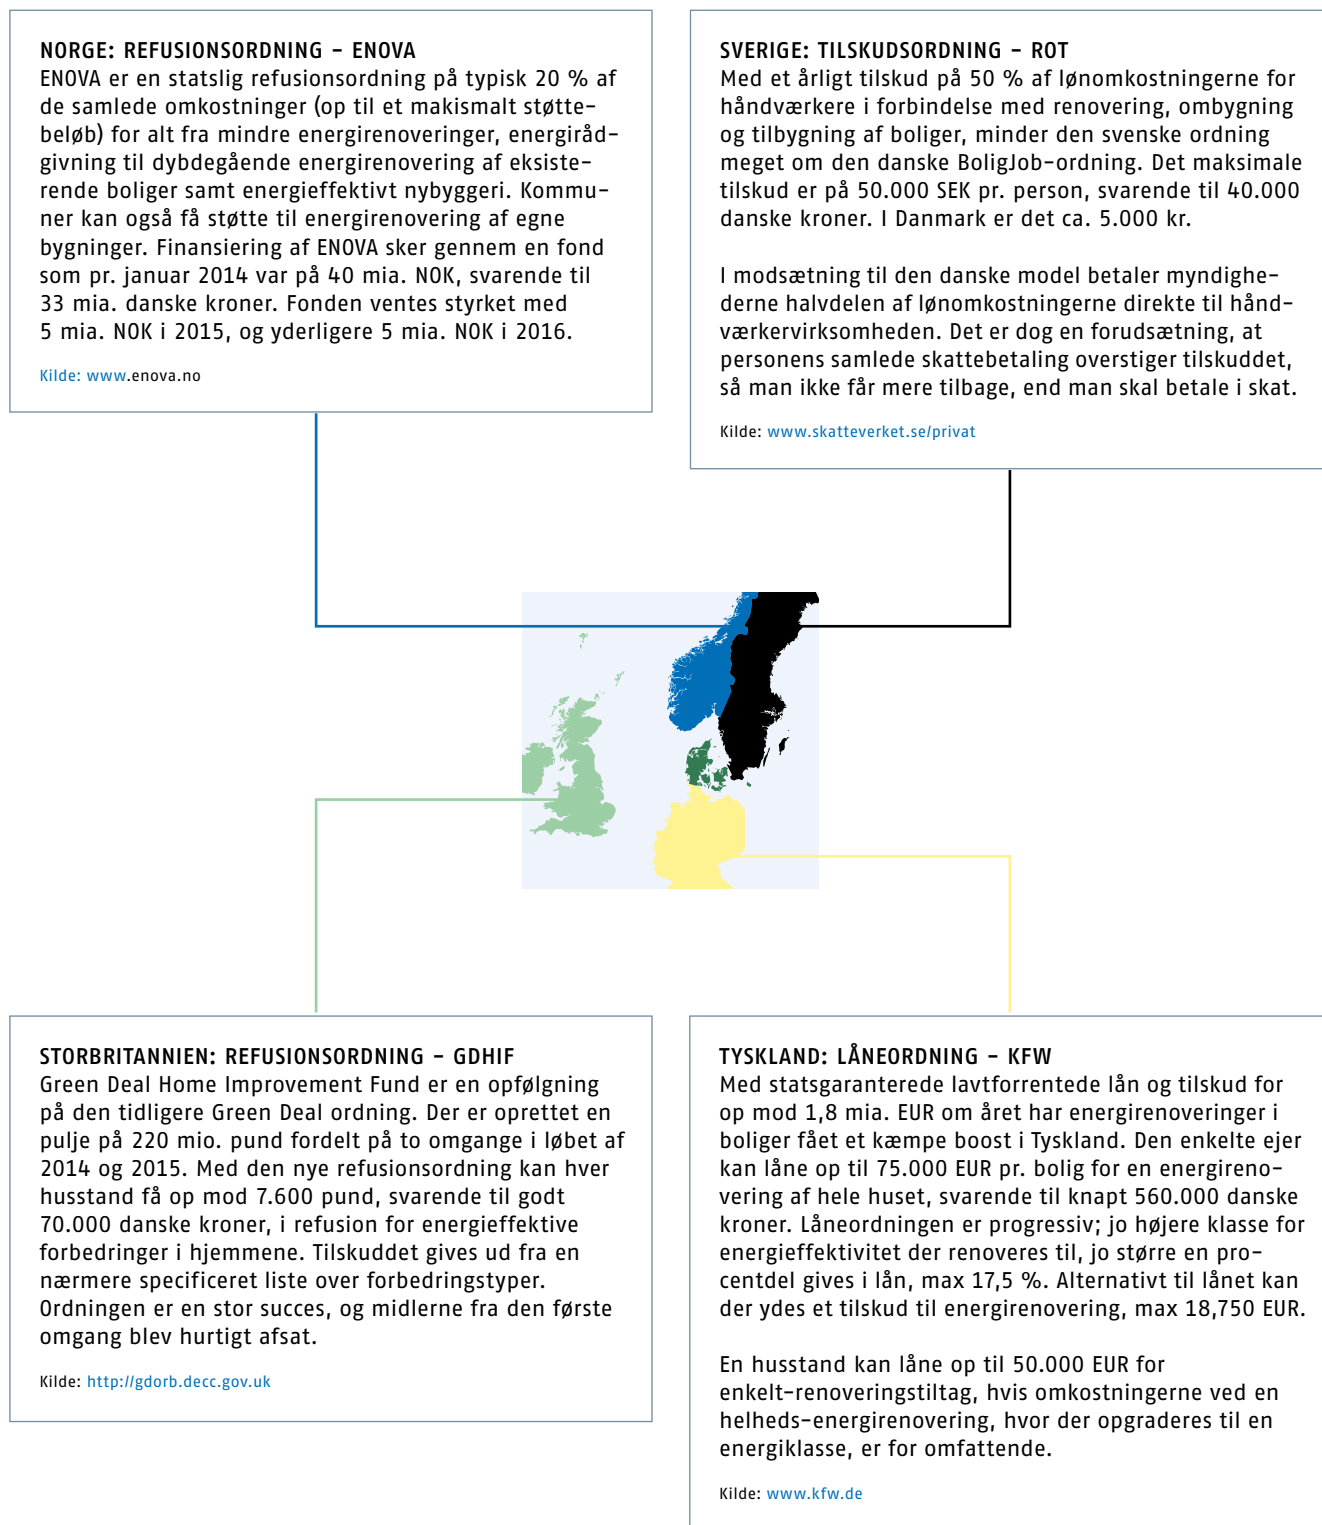 NORGE: REFUSIONSORDNING – ENOVA
ENOVA er en statslig refusionsordning på typisk 20 % af
de samlede omkostninger (op til et makismalt støtte-
beløb) for alt fra mindre energirenoveringer, energiråd-
givning til dybdegående energirenovering af eksiste-
rende boliger samt energieffektivt nybyggeri. Kommu-
ner kan også få støtte til energirenovering af egne
bygninger. Finansiering af ENOVA sker gennem en fond
som pr. januar 2014 var på 40 mia. NOK, svarende til
33 mia. danske kroner. Fonden ventes styrket med
5 mia. NOK i 2015, og yderligere 5 mia. NOK i 2016.
Kilde: www.enova.no
SVERIGE: TILSKUDSORDNING – ROT
Med et årligt tilskud på 50 % af lønomkostningerne for
håndværkere i forbindelse med renovering, ombygning
og tilbygning af boliger, minder den svenske ordning
meget om den danske BoligJob-ordning. Det maksimale
tilskud er på 50.000 SEK pr. person, svarende til 40.000
danske kroner. I Danmark er det ca. 5.000 kr.
I modsætning til den danske model betaler myndighe-
derne halvdelen af lønomkostningerne direkte til hånd-
værkervirksomheden. Det er dog en forudsætning, at
personens samlede skattebetaling overstiger tilskuddet,
så man ikke får mere tilbage, end man skal betale i skat.
Kilde: www.skatteverket.se/privat
STORBRITANNIEN: REFUSIONSORDNING – GDHIF
Green Deal Home Improvement Fund er en opfølgning
på den tidligere Green Deal ordning. Der er oprettet en
pulje på 220 mio. pund fordelt på to omgange i løbet af
2014 og 2015. Med den nye refusionsordning kan hver
husstand få op mod 7.600 pund, svarende til godt
70.000 danske kroner, i refusion for energieffektive
forbedringer i hjemmene. Tilskuddet gives ud fra en
nærmere specificeret liste over forbedringstyper.
Ordningen er en stor succes, og midlerne fra den første
omgang blev hurtigt afsat.
Kilde: http://gdorb.decc.gov.uk
TYSKLAND: LÅNEORDNING – KFW
Med statsgaranterede lavtforrentede lån og tilskud for
op mod 1,8 mia. EUR om året har energirenoveringer i
boliger fået et kæmpe boost i Tyskland. Den enkelte ejer
kan låne op til 75.000 EUR pr. bolig for en energireno-
vering af hele huset, svarende til knapt 560.000 danske
kroner. Låneordningen er progressiv; jo højere klasse for
energieffektivitet der renoveres til, jo større en pro-
centdel gives i lån, max 17,5 %. Alternativt til lånet kan
der ydes et tilskud til energirenovering, max 18,750 EUR.
En husstand kan låne op til 50.000 EUR for
enkelt-renoveringstiltag, hvis omkostningerne ved en
helheds-energirenovering, hvor der opgraderes til en
energiklasse, er for omfattende.
Kilde: www.kfw.de